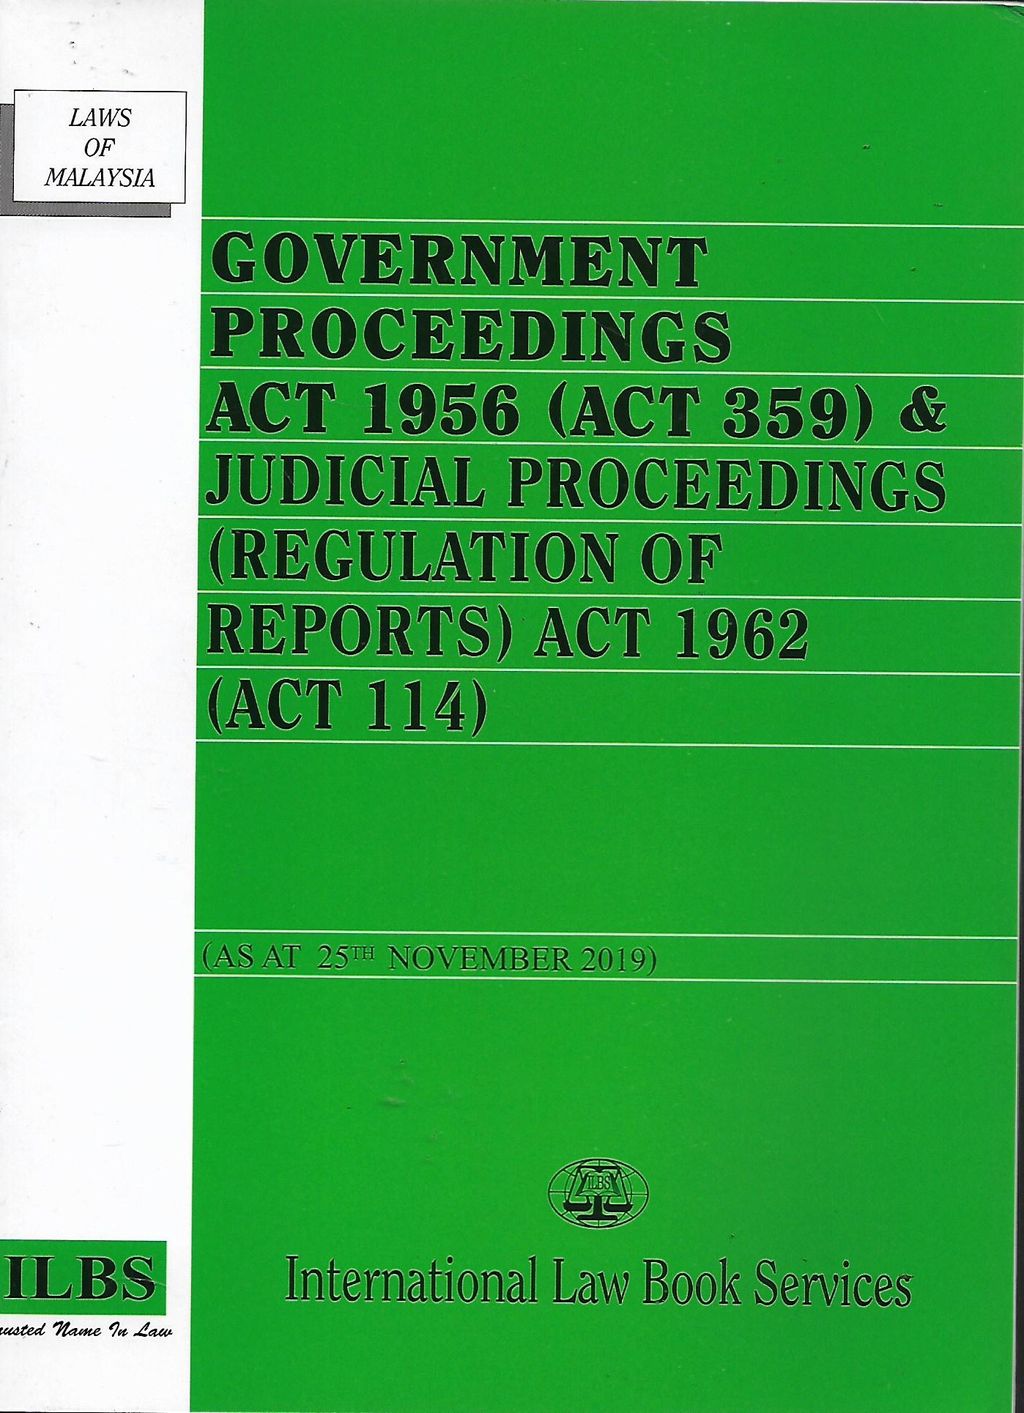 LAWS
OF
MALAYSIA
GOVERNMENT
PROCEEDINGS
ACT 1956 (ACT 359) &
JUDICIAL PROCEEDINGS
(REGULATION OF
REPORTS) ACT 1962
(ACT 114)
(AS AT 25TH NOVEMBER 2019)
ILBS
International Law Book Services
ILBS
Name In Law